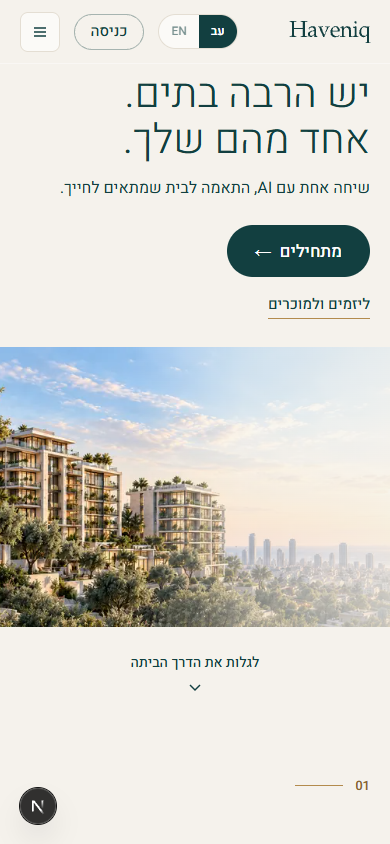 Haveniq
עב
EN
כניסה
יש הרבה בתים.
אחד מהם שלך.
שיחה אחת עם AI, התאמה לבית שמתאים לחייך.
מתחילים ←
ליזמים ולמוכרים
לגלות את הדרך הביתה
01
N